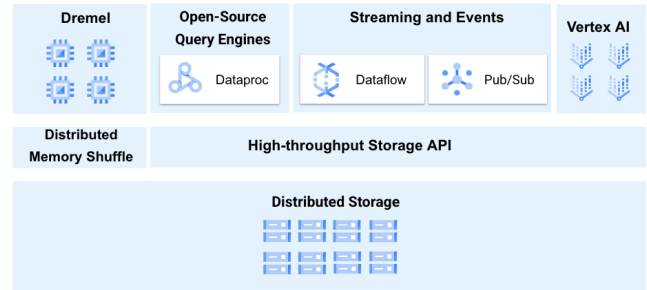 Dremel
Open-Source
Query Engines
Dataproc
Streaming and Events
Dataflow
Pub/Sub
Vertex AI
Distributed
Memory Shuffle
High-throughput Storage API
Distributed Storage